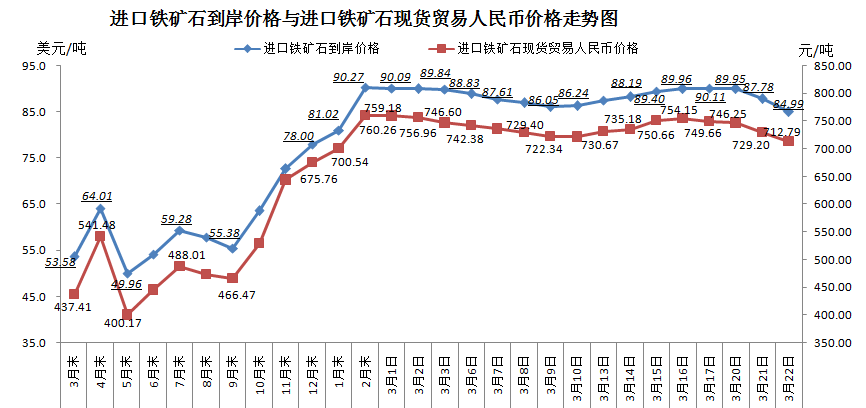 进口铁矿石到岸价格与进口铁矿石现货贸易人民币价格走势图
美元/吨
进口铁矿石到岸价格
进口铁矿石现货贸易人民币价格
元/吨
95.0
85.0
75.0
65.0
55.0
45.0
35.0
850.00
800.00
750.00
700.00
650.00
600.00
550.00
500.00
450.00
400.00
350.00
53.58
64.01
49.96
59.28
55.38
78.00
81.02
90.27
90.09
89.84
88.83
87.61
86.05
86.24
88.19
89.40
89.96
90.11
89.95
87.78
84.99
437.41
541.48
400.17
488.01
466.47
675.76
700.54
759.18
760.26
756.96
746.60
742.38
729.40
722.34
730.67
735.18
750.66
754.15
749.66
746.25
729.20
712.79
3月末
4月末
5月末
6月末
7月末
8月末
9月末
10月末
11月末
12月末
1月末
2月末
3月1日
3月2日
3月3日
3月6日
3月7日
3月8日
3月9日
3月10日
3月13日
3月14日
3月15日
3月16日
3月17日
3月20日
3月21日
3月22日